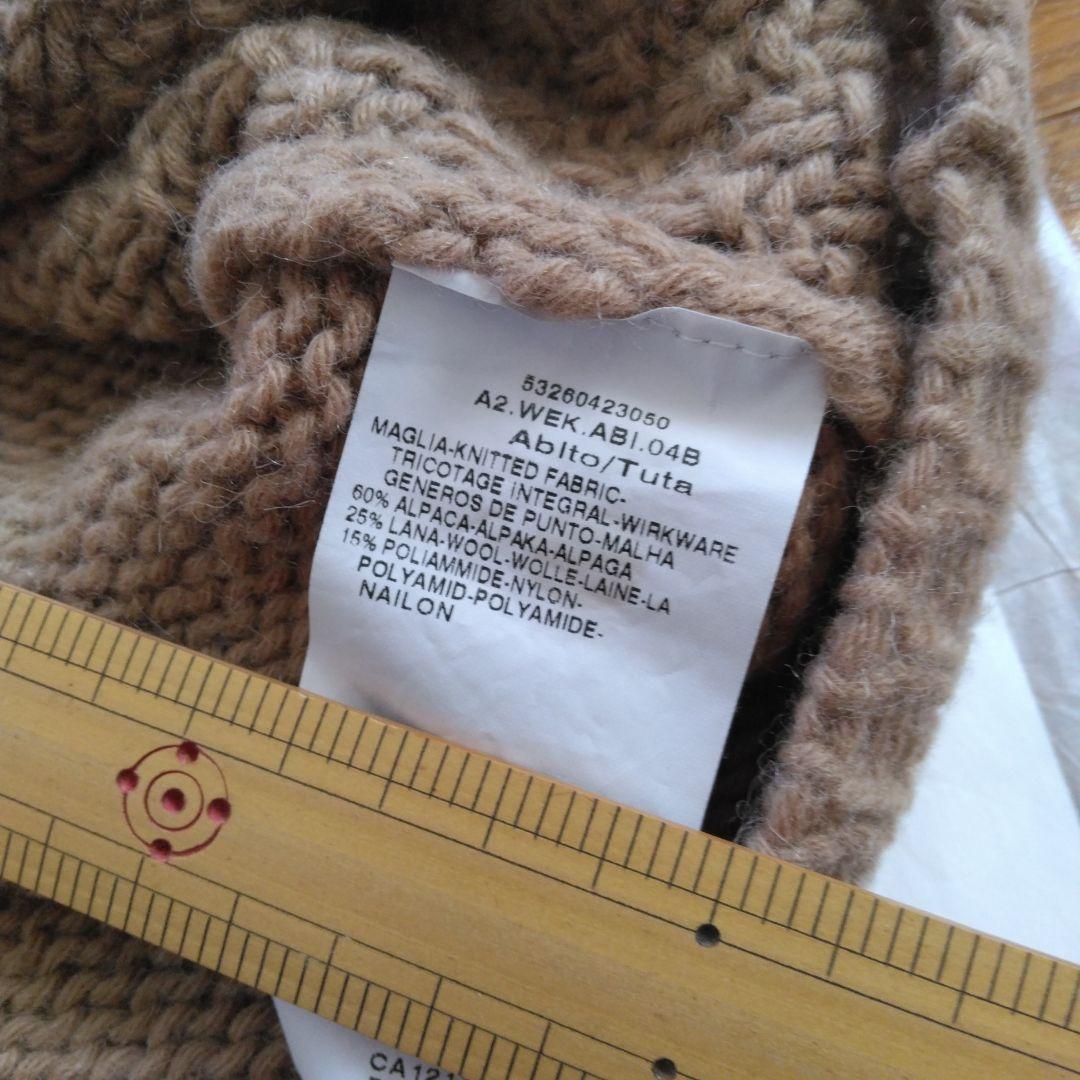 53260423050
A2.WEK.ABI.04B
Abito/Tuta
MAGLIA-KNITTED FABRIC-
TRICOTAGE INTEGRAL-WIRKWARE
GENEROS DE PUNTO-MALHA
60% ALPACA-ALPAKA-ALPAGA
25% LANA-WOOL-WOLLE-LAINE-LA
15% POLIAMMIDE-NYLON-
POLYAMID-POLYAMIDE-
NAILON
CA121